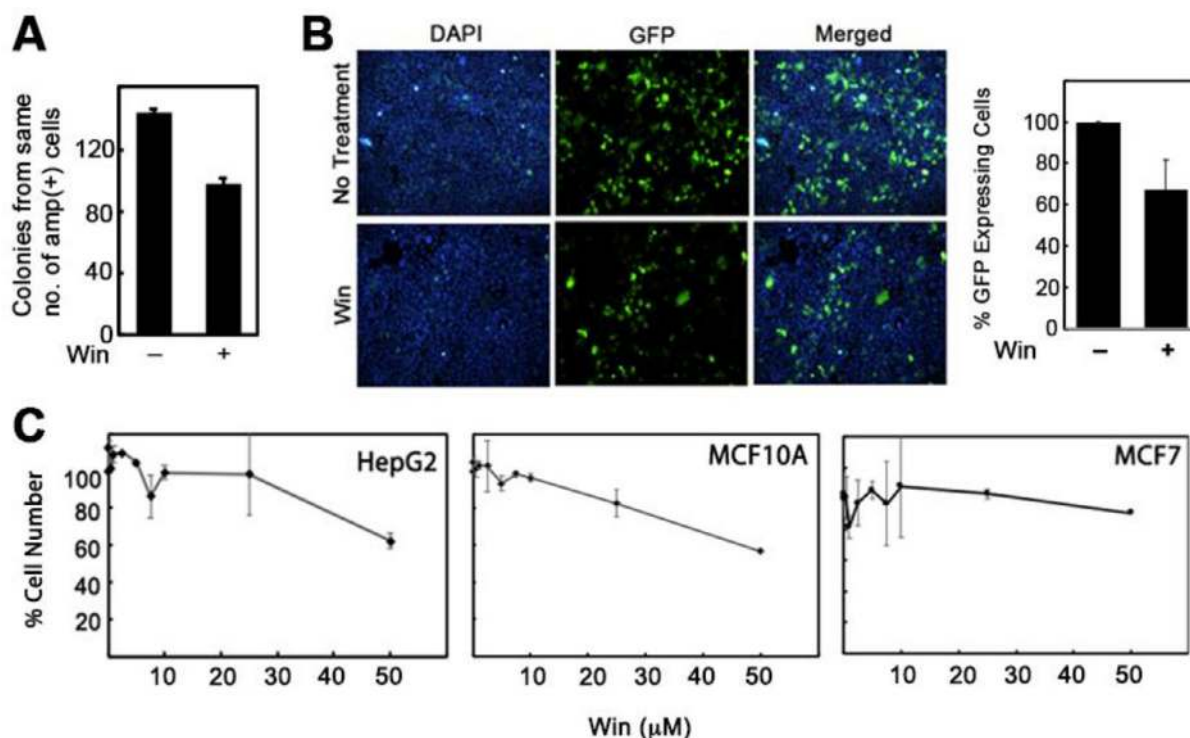 A
Colonies from same
no. of amp(+) cells
120
80
40
0
Win – +
B
DAPI GFP Merged
No Treatment
Win
% GFP Expressing Cells
100
80
60
40
20
0
Win – +
C
% Cell Number
100
80
60
40
20
HepG2
MCF10A
MCF7
10 20 30 40 50
10 20 30 40 50
10 20 30 40 50
Win (μM)